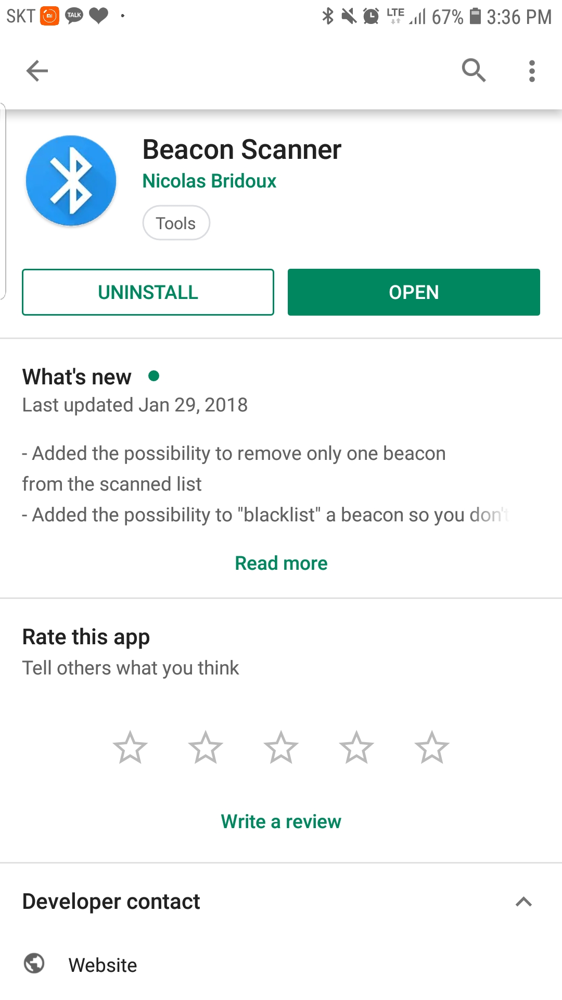 SKT TALK LTE 67% 3:36 PM
Beacon Scanner
Nicolas Bridoux
Tools
UNINSTALL OPEN
What's new
Last updated Jan 29, 2018
- Added the possibility to remove only one beacon
from the scanned list
- Added the possibility to "blacklist" a beacon so you don't
Read more
Rate this app
Tell others what you think
Write a review
Developer contact
Website